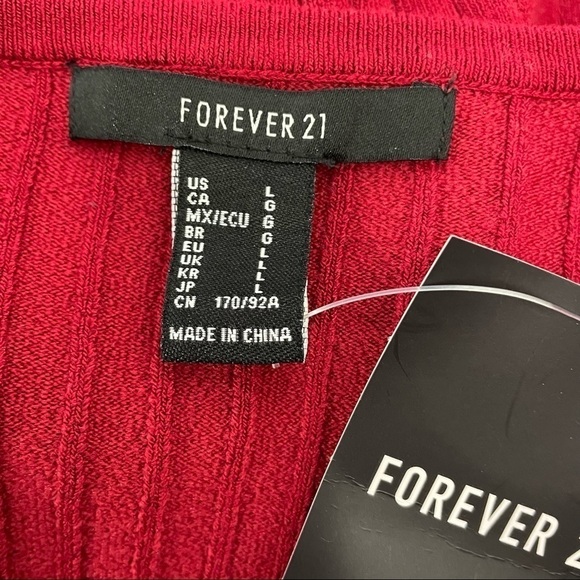 FOREVER 21
US L
CA G
MX/ECU G
BR G
EU L
UK L
KR L
JP L
CN 170/92A
MADE IN CHINA
FOREVER 2